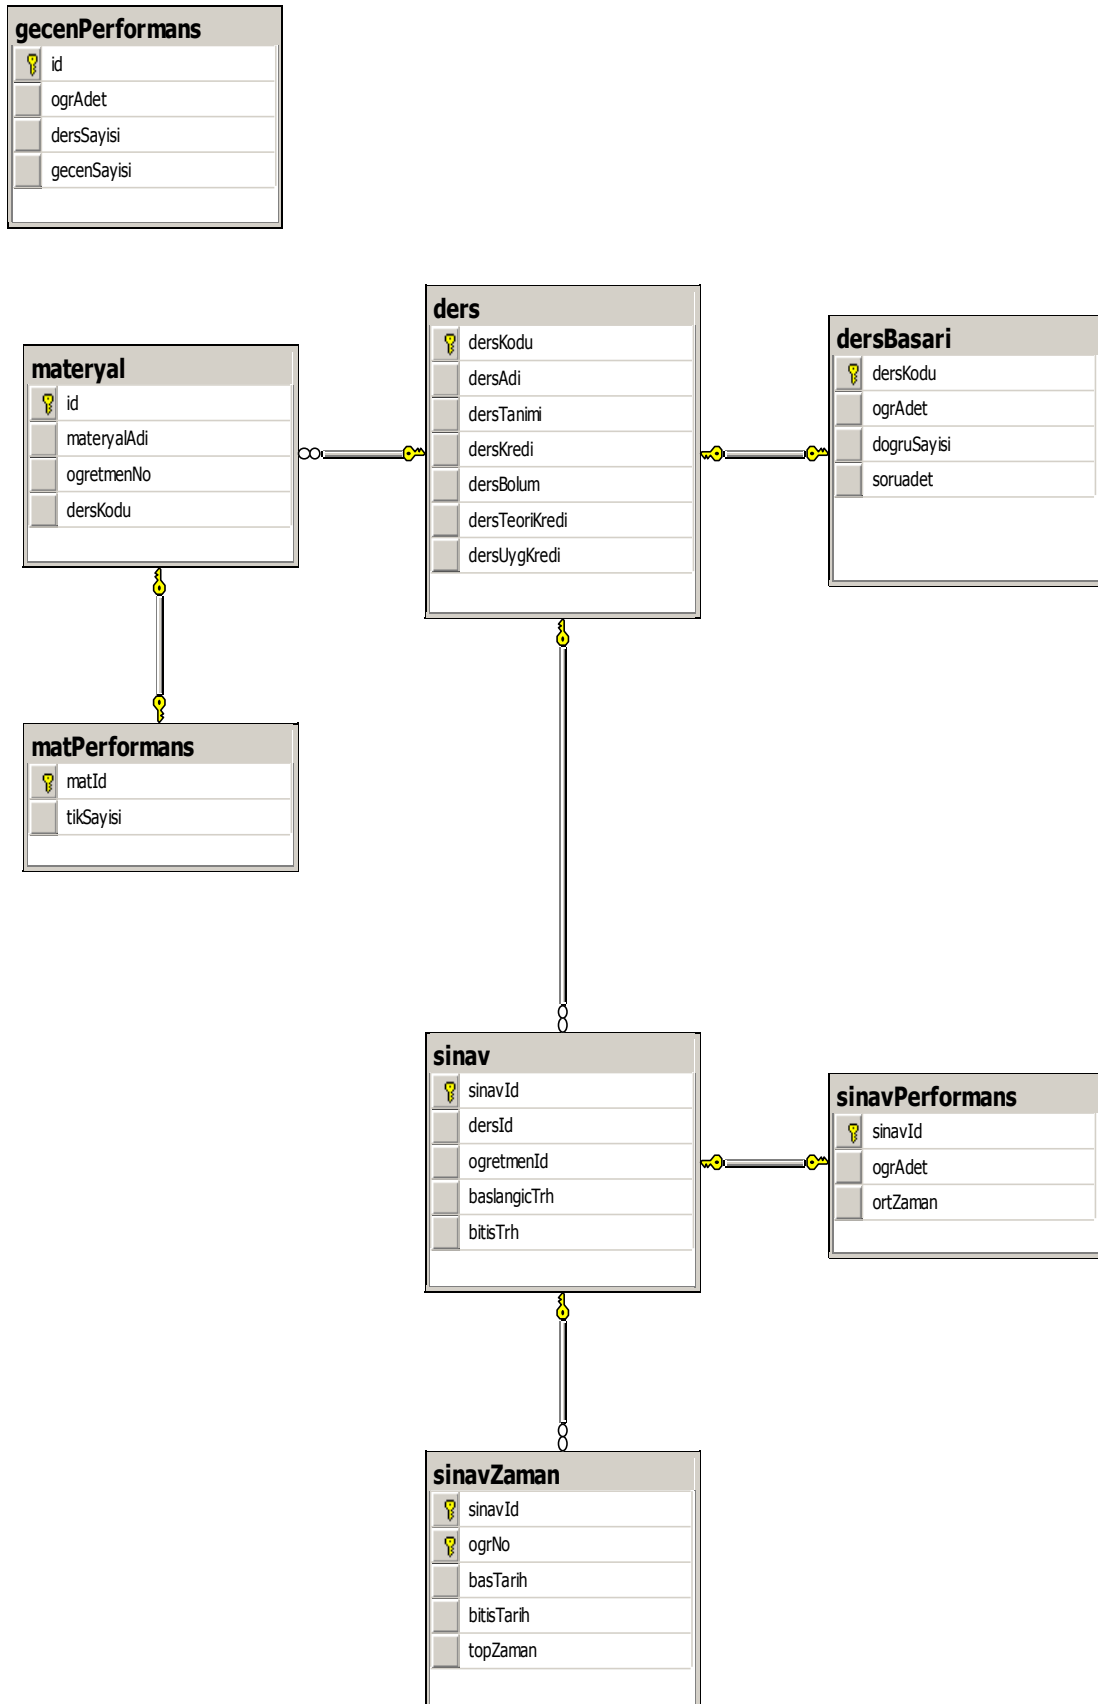 gecenPerformans
id
ogrAdet
dersSayisi
gecenSayisi
ders
dersKodu
dersAdi
dersTanimi
dersKredi
dersBolum
dersTeoriKredi
dersUygKredi
dersBasari
dersKodu
ogrAdet
dogruSayisi
soruadet
materyal
id
materyalAdi
ogretmenNo
dersKodu
matPerformans
matId
tikSayisi
sinav
sinavId
dersId
ogretmenId
baslangicTrh
bitisTrh
sinavPerformans
sinavId
ogrAdet
ortZaman
sinavZaman
sinavId
ogrNo
basTarih
bitisTarih
topZaman